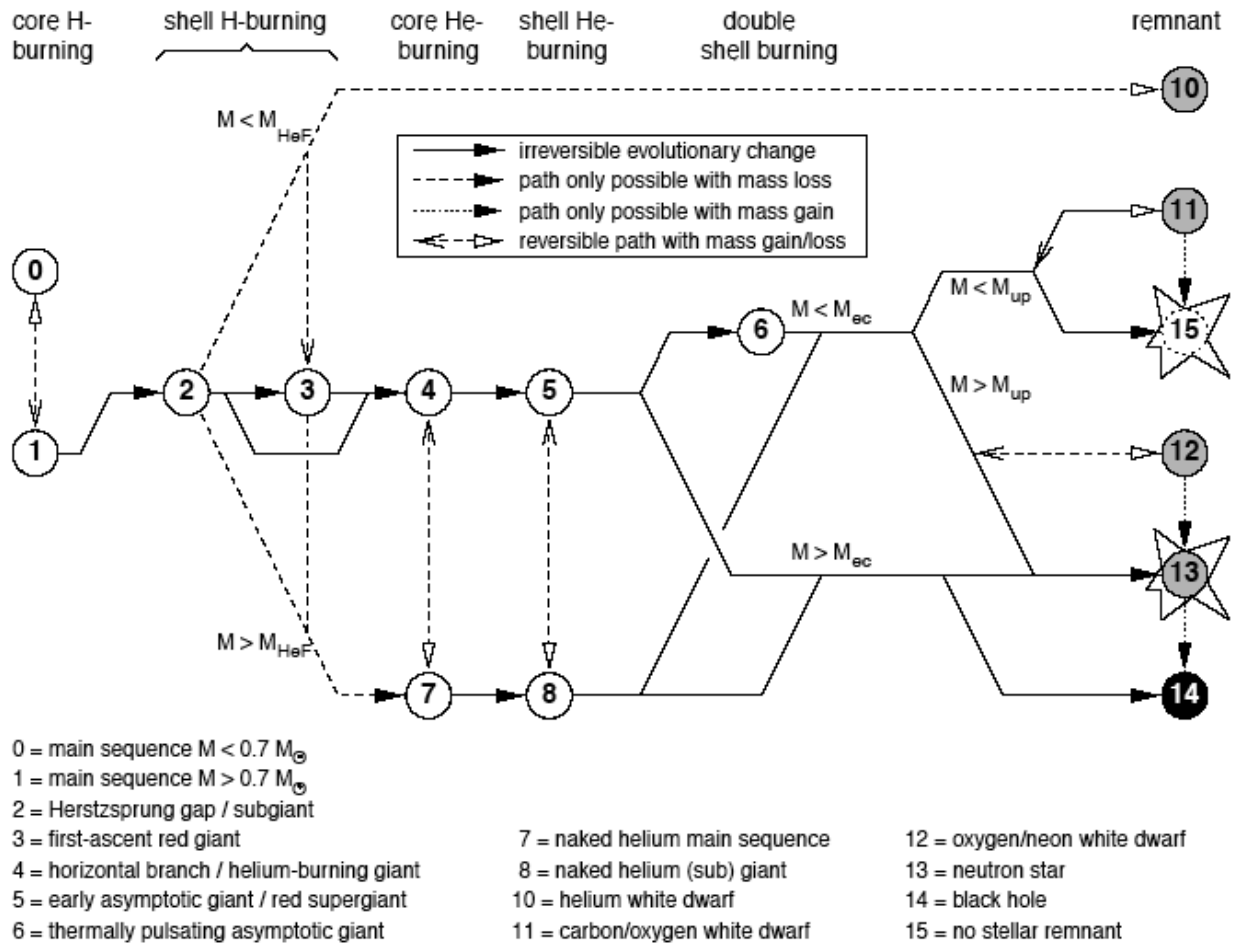 core H-burning
shell H-burning
core He-burning
shell He-burning
double shell burning
remnant
10
M < M_HeF
irreversible evolutionary change
path only possible with mass loss
path only possible with mass gain
reversible path with mass gain/loss
11
0
M < M_up
M < M_ec
6
15
2
3
4
5
M > M_up
1
12
M > M_ec
13
M > M_HeF
7
8
14
0 = main sequence M < 0.7 M☉
1 = main sequence M > 0.7 M☉
2 = Herstzsprung gap / subgiant
3 = first-ascent red giant
4 = horizontal branch / helium-burning giant
5 = early asymptotic giant / red supergiant
6 = thermally pulsating asymptotic giant
7 = naked helium main sequence
8 = naked helium (sub) giant
10 = helium white dwarf
11 = carbon/oxygen white dwarf
12 = oxygen/neon white dwarf
13 = neutron star
14 = black hole
15 = no stellar remnant